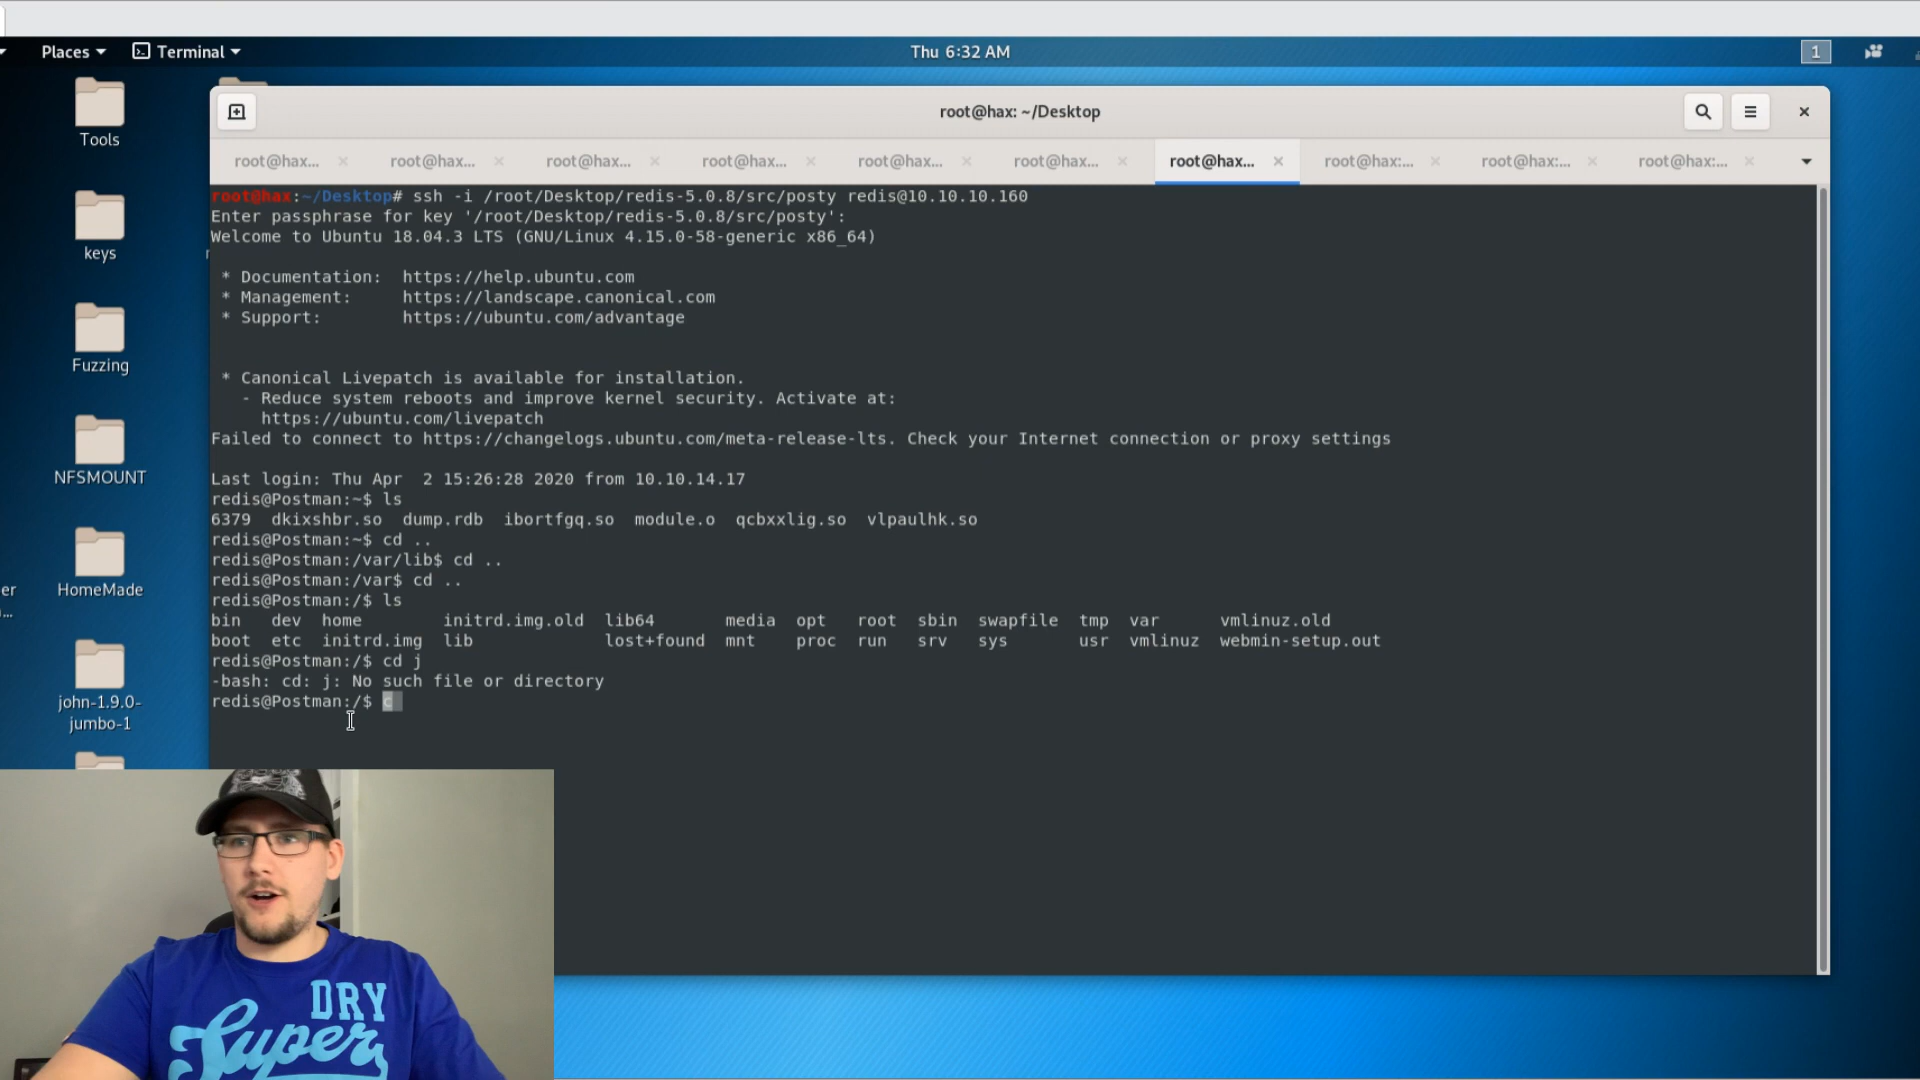 Places
Terminal
Thu 6:32 AM
1
Tools
keys
Fuzzing
NFSMOUNT
HomeMade
john-1.9.0-
jumbo-1
er
...
root@hax: ~/Desktop
root@hax... root@hax... root@hax... root@hax... root@hax... root@hax... root@hax... root@hax:... root@hax:... root@hax:...
root@hax:~/Desktop# ssh -i /root/Desktop/redis-5.0.8/src/posty redis@10.10.10.160
Enter passphrase for key '/root/Desktop/redis-5.0.8/src/posty':
Welcome to Ubuntu 18.04.3 LTS (GNU/Linux 4.15.0-58-generic x86_64)
* Documentation: https://help.ubuntu.com
* Management: https://landscape.canonical.com
* Support: https://ubuntu.com/advantage
* Canonical Livepatch is available for installation.
- Reduce system reboots and improve kernel security. Activate at:
https://ubuntu.com/livepatch
Failed to connect to https://changelogs.ubuntu.com/meta-release-lts. Check your Internet connection or proxy settings
Last login: Thu Apr 2 15:26:28 2020 from 10.10.14.17
redis@Postman:~$ ls
6379 dkixshbr.so dump.rdb ibortfgq.so module.o qcbxxlig.so vlpaulhk.so
redis@Postman:~$ cd ..
redis@Postman:/var/lib$ cd ..
redis@Postman:/var$ cd ..
redis@Postman:/$ ls
bin dev home initrd.img.old lib64 media opt root sbin swapfile tmp var vmlinuz.old
boot etc initrd.img lib lost+found mnt proc run srv sys usr vmlinuz webmin-setup.out
redis@Postman:/$ cd j
-bash: cd: j: No such file or directory
redis@Postman:/$ c
DRY
Super